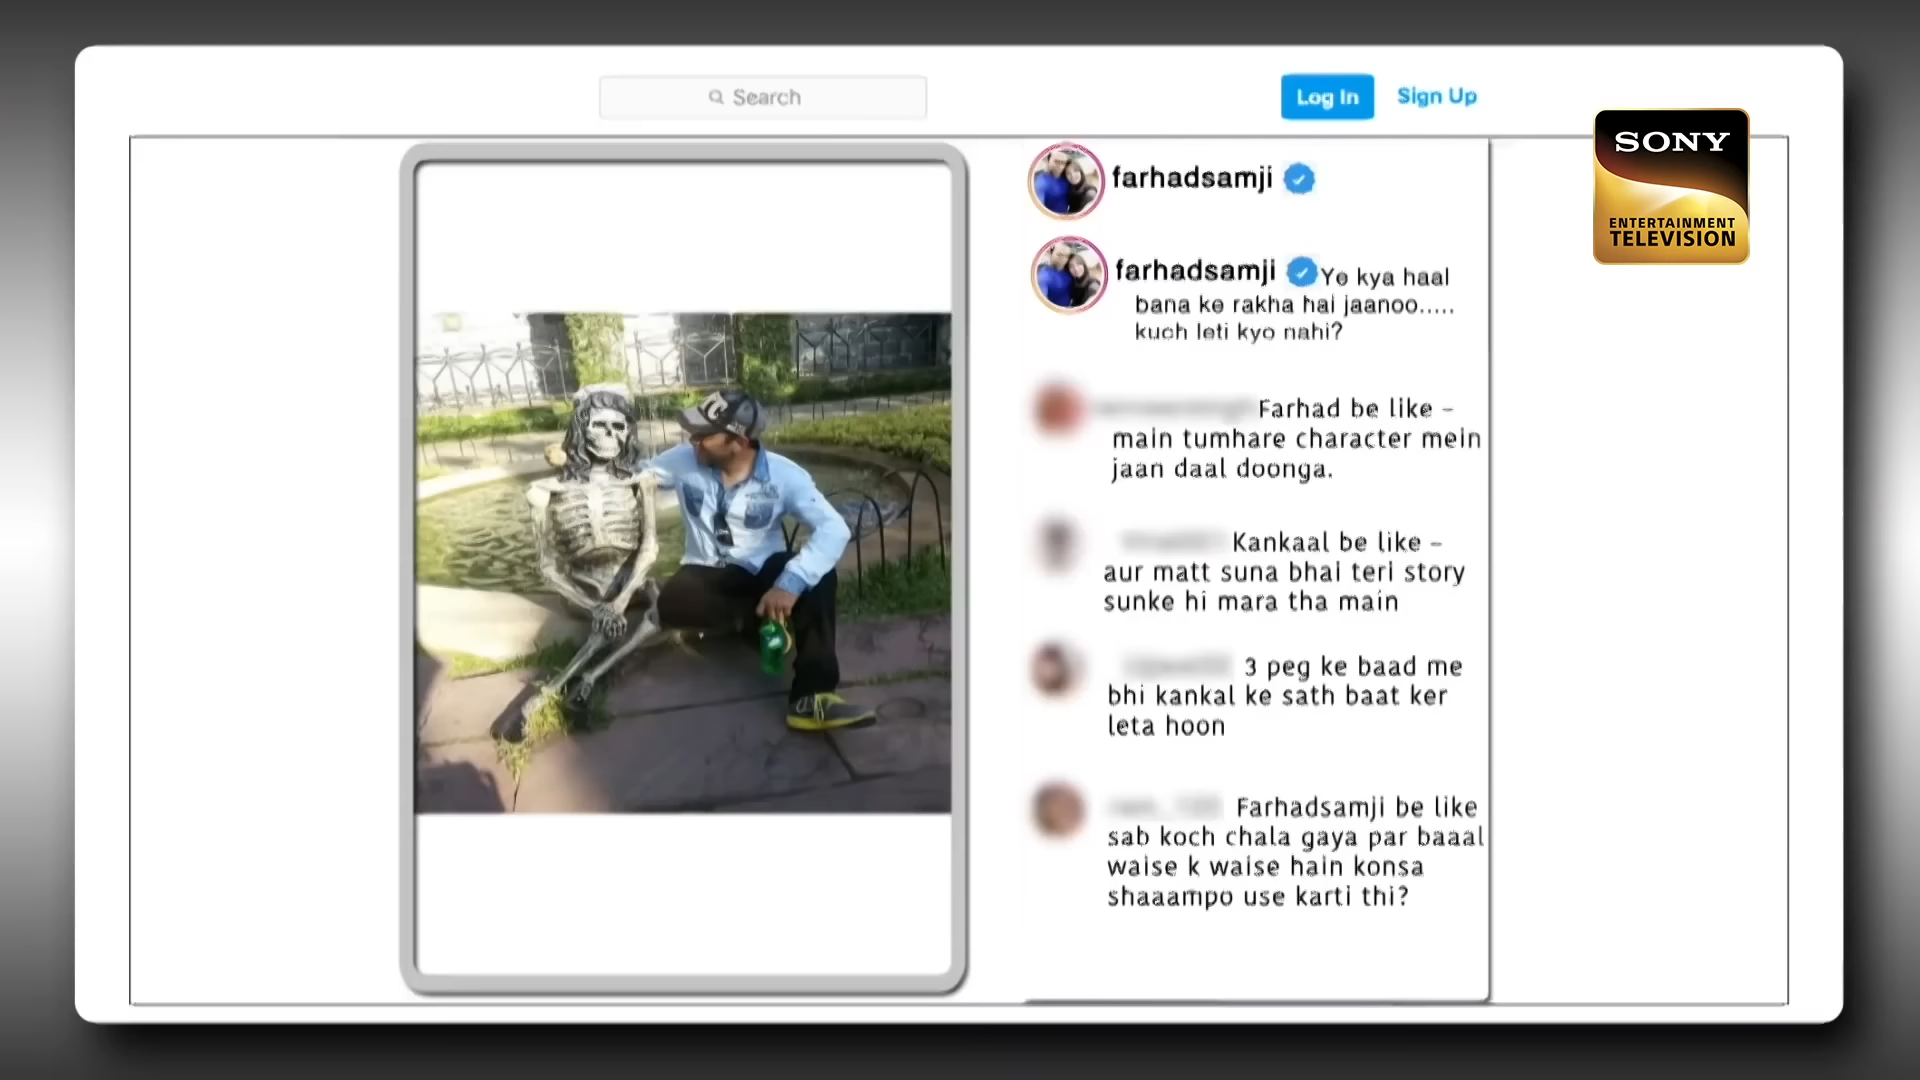 Search
Log In
Sign Up
SONY
ENTERTAINMENT
TELEVISION
farhadsamji
farhadsamji Ye kya haal
bana ke rakha hai jaanoo.....
kuch leti kyo nahi?
Farhad be like –
main tumhare character mein
jaan daal doonga.
Kankaal be like –
aur matt suna bhai teri story
sunke hi mara tha main
3 peg ke baad me
bhi kankal ke sath baat ker
leta hoon
Farhadsamji be like
sab koch chala gaya par baaal
waise k waise hain konsa
shaaampo use karti thi?